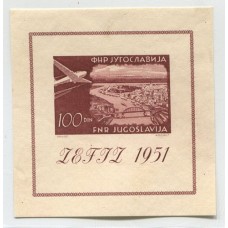 ФНР ЈУГОСЛАВИЈА
100 DIN
FNR JUGOSLAVIJA
ZEFIZ 1951